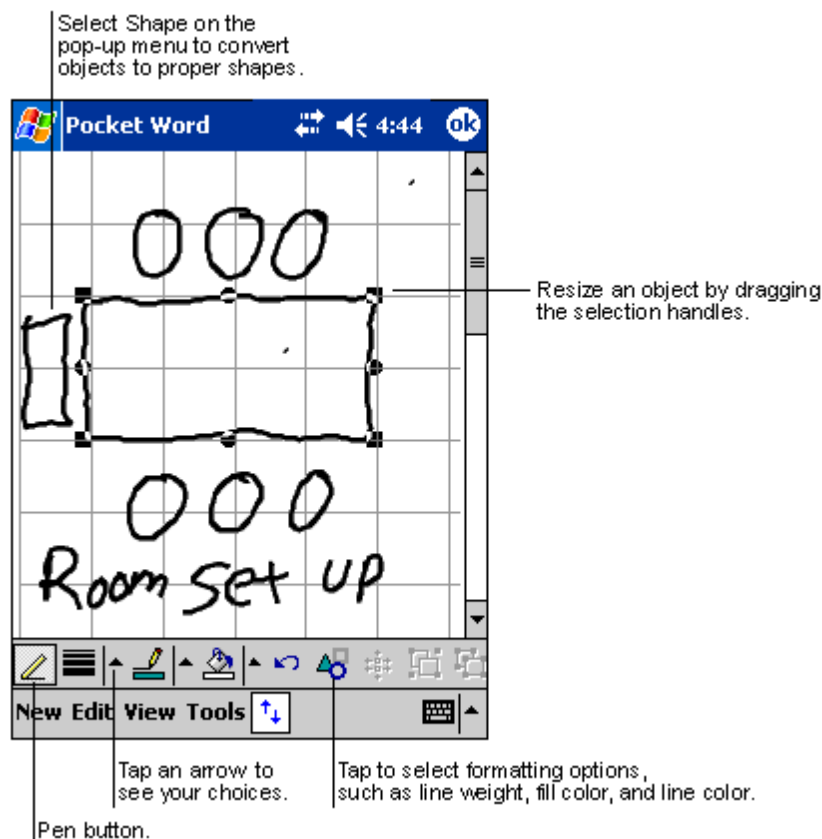 Select Shape on the
pop-up menu to convert
objects to proper shapes.
Pocket Word 4:44 ok
Resize an object by dragging
the selection handles.
Room set up
New Edit View Tools
Tap an arrow to
see your choices.
Tap to select formatting options,
such as line weight, fill color, and line color.
Pen button.